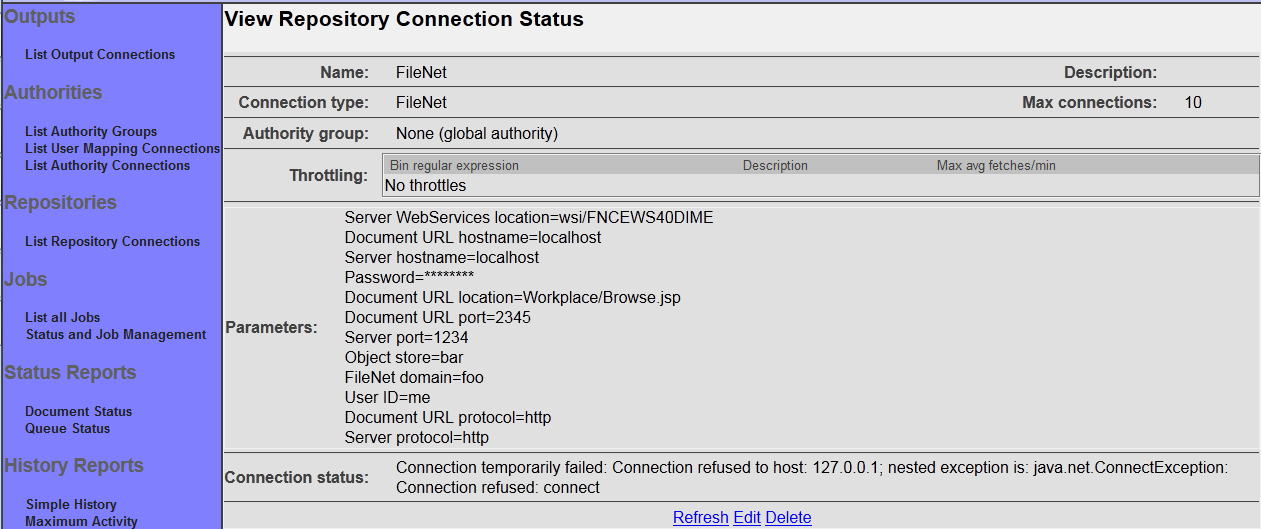 Outputs
List Output Connections
Authorities
List Authority Groups
List User Mapping Connections
List Authority Connections
Repositories
List Repository Connections
Jobs
List all Jobs
Status and Job Management
Status Reports
Document Status
Queue Status
History Reports
Simple History
Maximum Activity
View Repository Connection Status
Name: FileNet Description:
Connection type: FileNet Max connections: 10
Authority group: None (global authority)
Throttling:
Bin regular expression Description Max avg fetches/min
No throttles
Parameters:
Server WebServices location=wsi/FNCEWS40DIME
Document URL hostname=localhost
Server hostname=localhost
Password=********
Document URL location=Workplace/Browse.jsp
Document URL port=2345
Server port=1234
Object store=bar
FileNet domain=foo
User ID=me
Document URL protocol=http
Server protocol=http
Connection status:
Connection temporarily failed: Connection refused to host: 127.0.0.1; nested exception is: java.net.ConnectException:
Connection refused: connect
Refresh Edit Delete